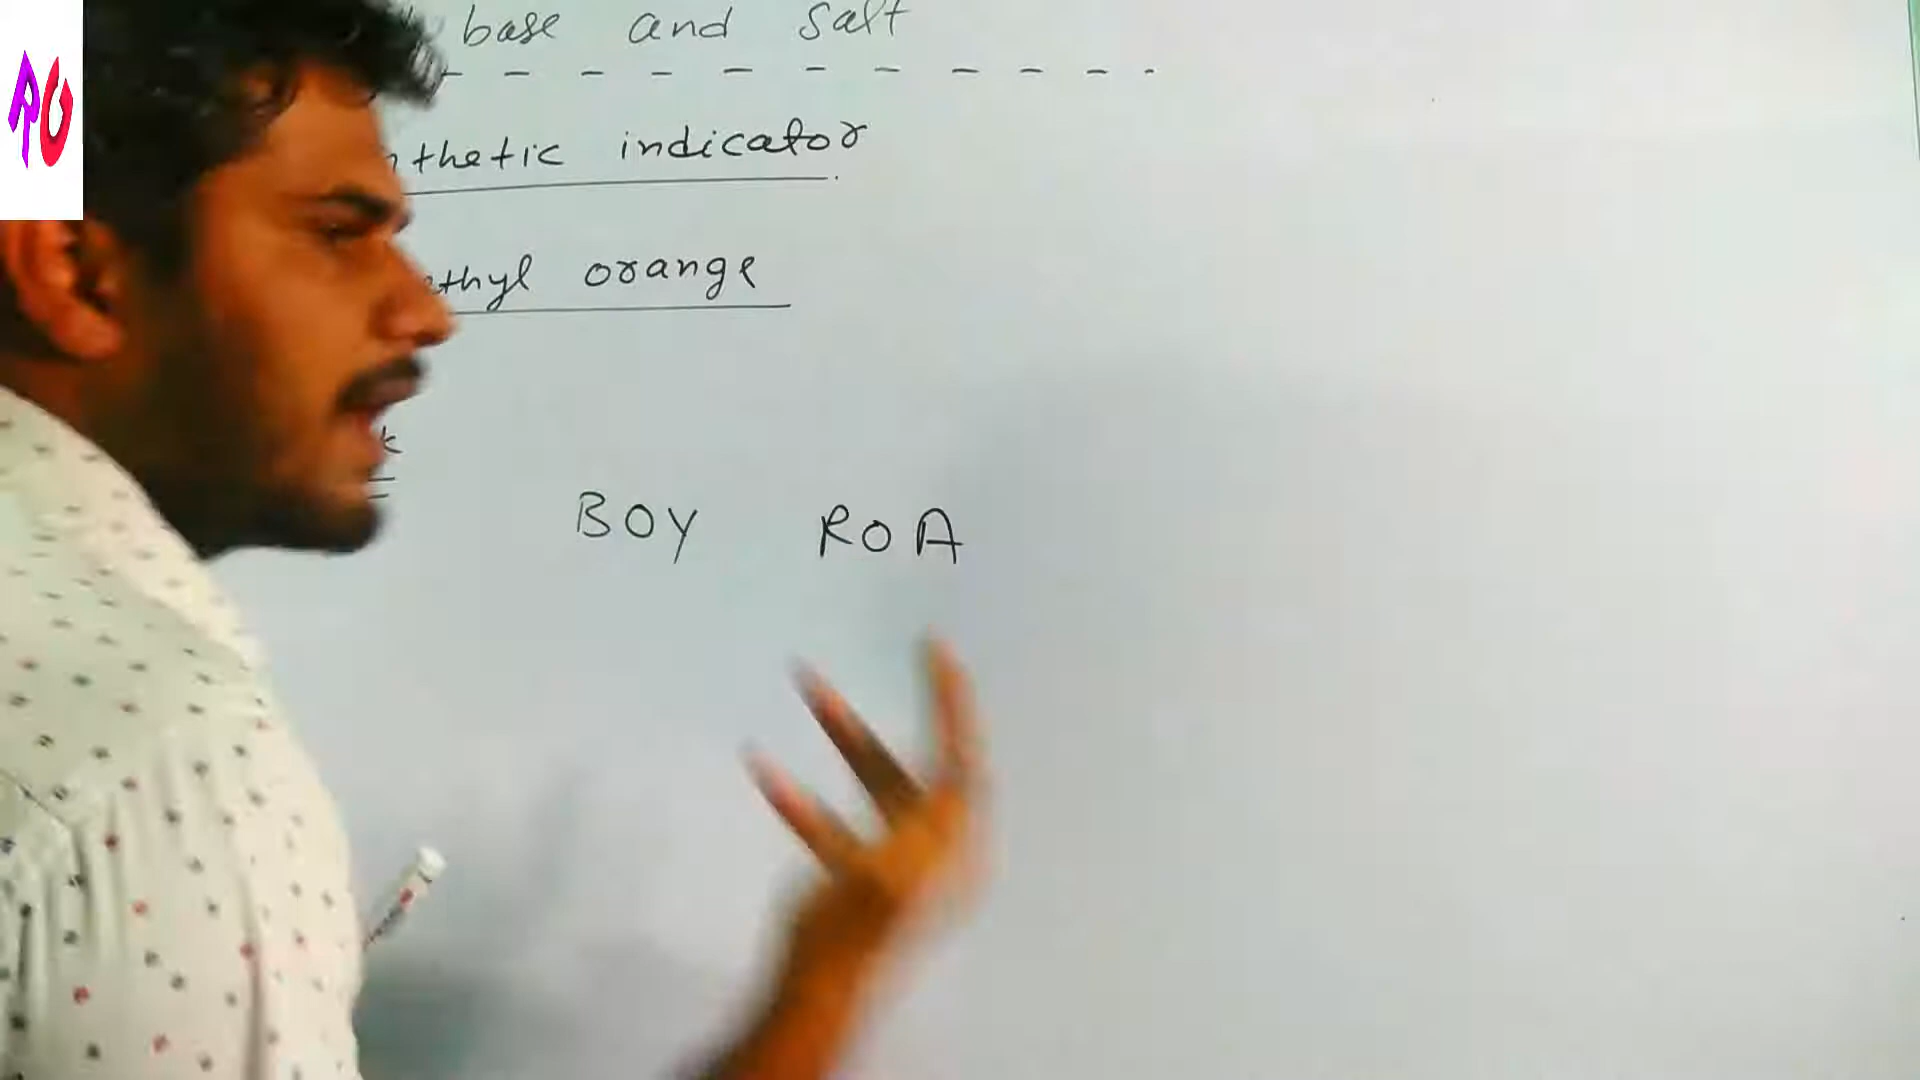 base and Salt
- - - - - - - - - -
nthetic indicator
ethyl orange
k
BOY ROA